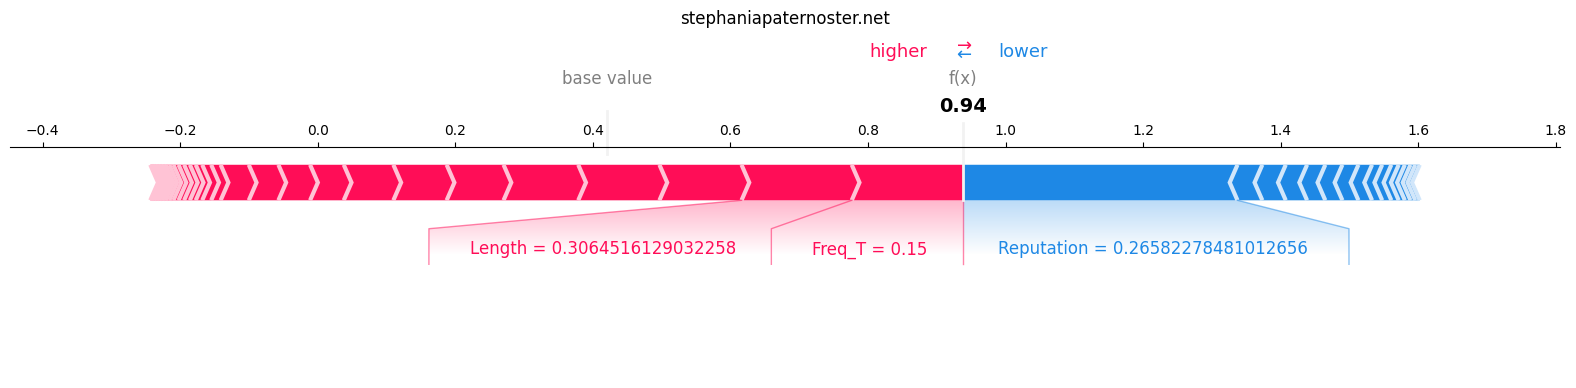 stephaniapaternoster.net
higher → ← lower
base value f(x)
0.94
−0.4 −0.2 0.0 0.2 0.4 0.6 0.8 1.0 1.2 1.4 1.6 1.8
Length = 0.3064516129032258 Freq_T = 0.15 Reputation = 0.26582278481012656